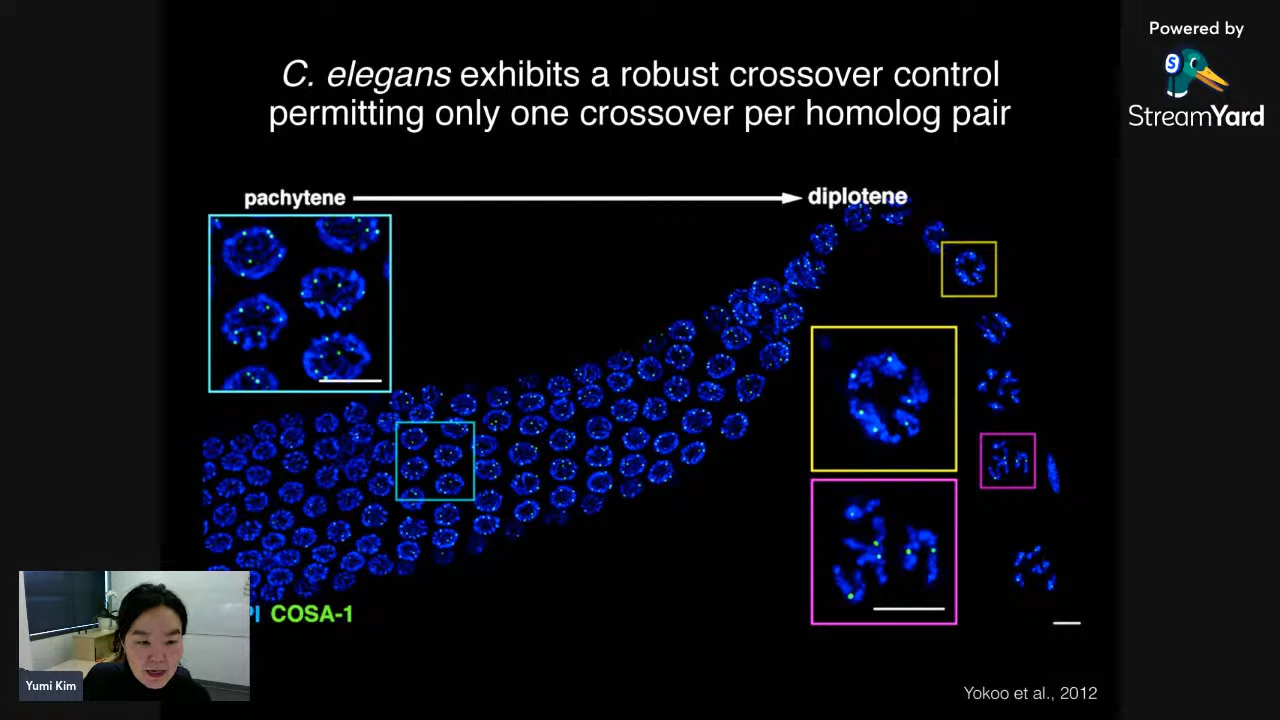 Powered by
StreamYard
C. elegans exhibits a robust crossover control
permitting only one crossover per homolog pair
pachytene
diplotene
COSA-1
Yumi Kim
Yokoo et al., 2012